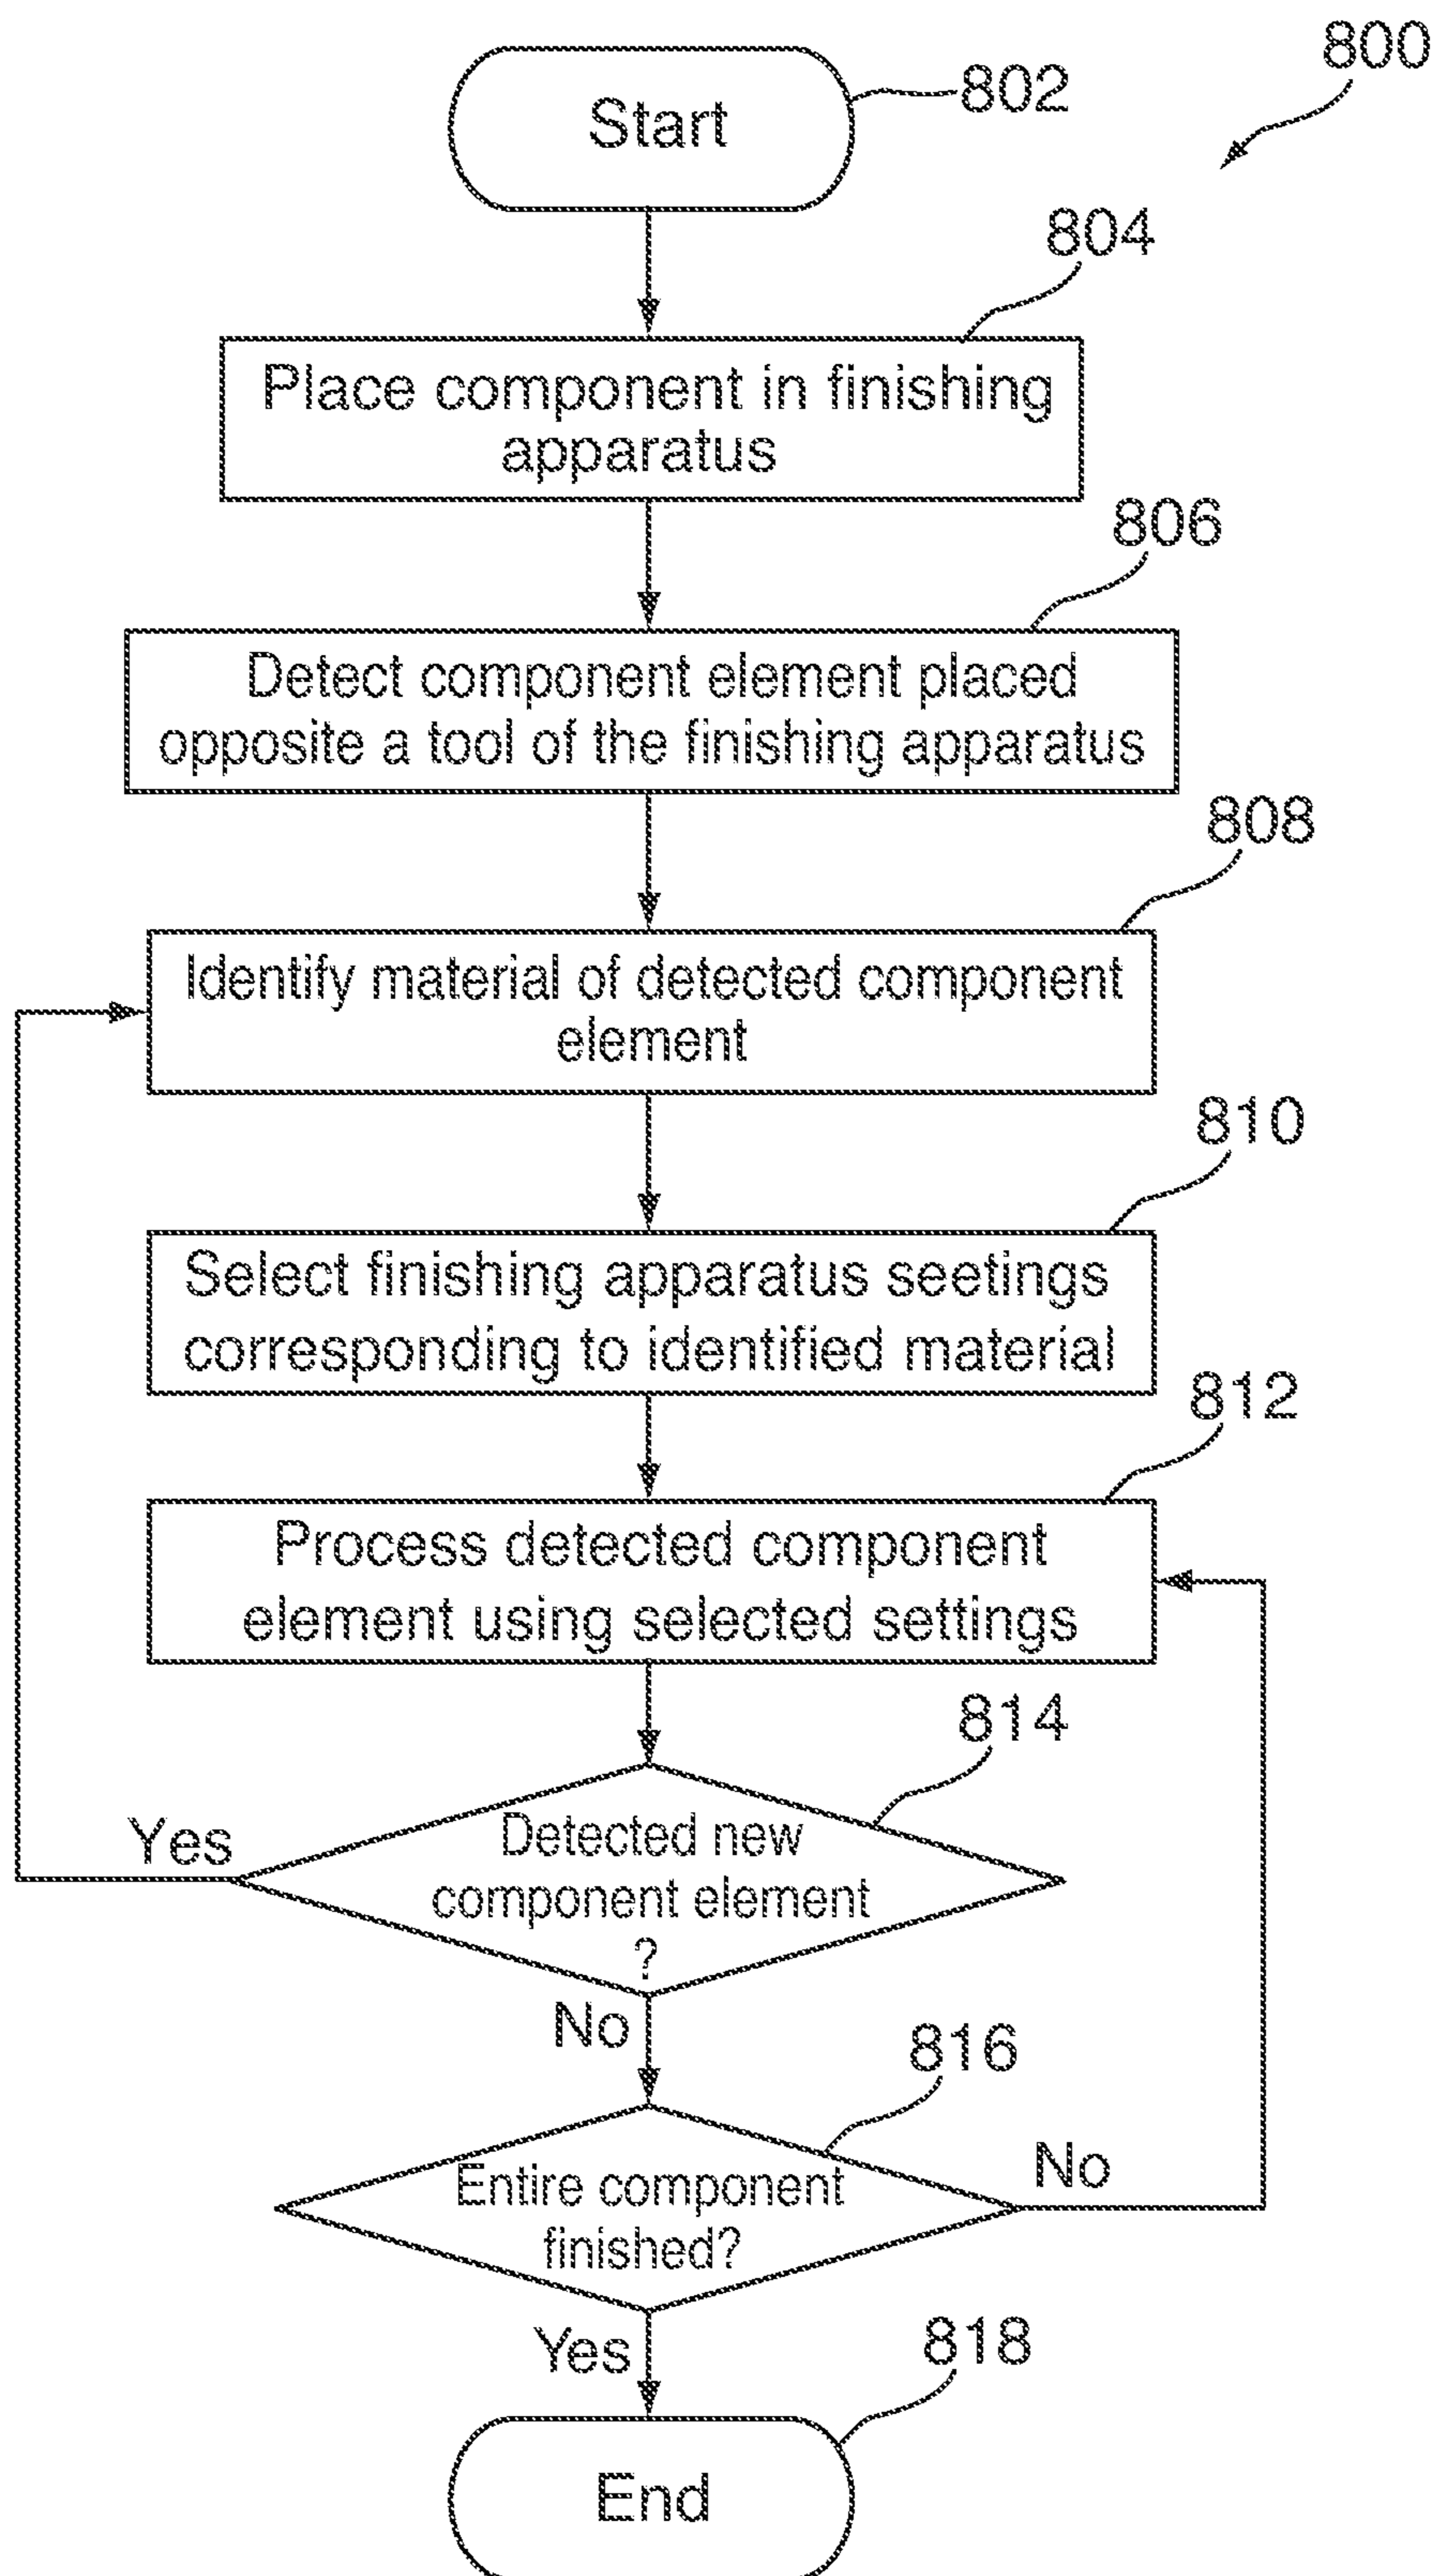 800
Start
802
804
Place component in finishing
apparatus
806
Detect component element placed
opposite a tool of the finishing apparatus
808
Identify material of detected component
element
810
Select finishing apparatus seetings
corresponding to identified material
812
Process detected component
element using selected settings
814
Detected new
component element
?
Yes
No
816
Entire component
finished?
No
Yes
818
End